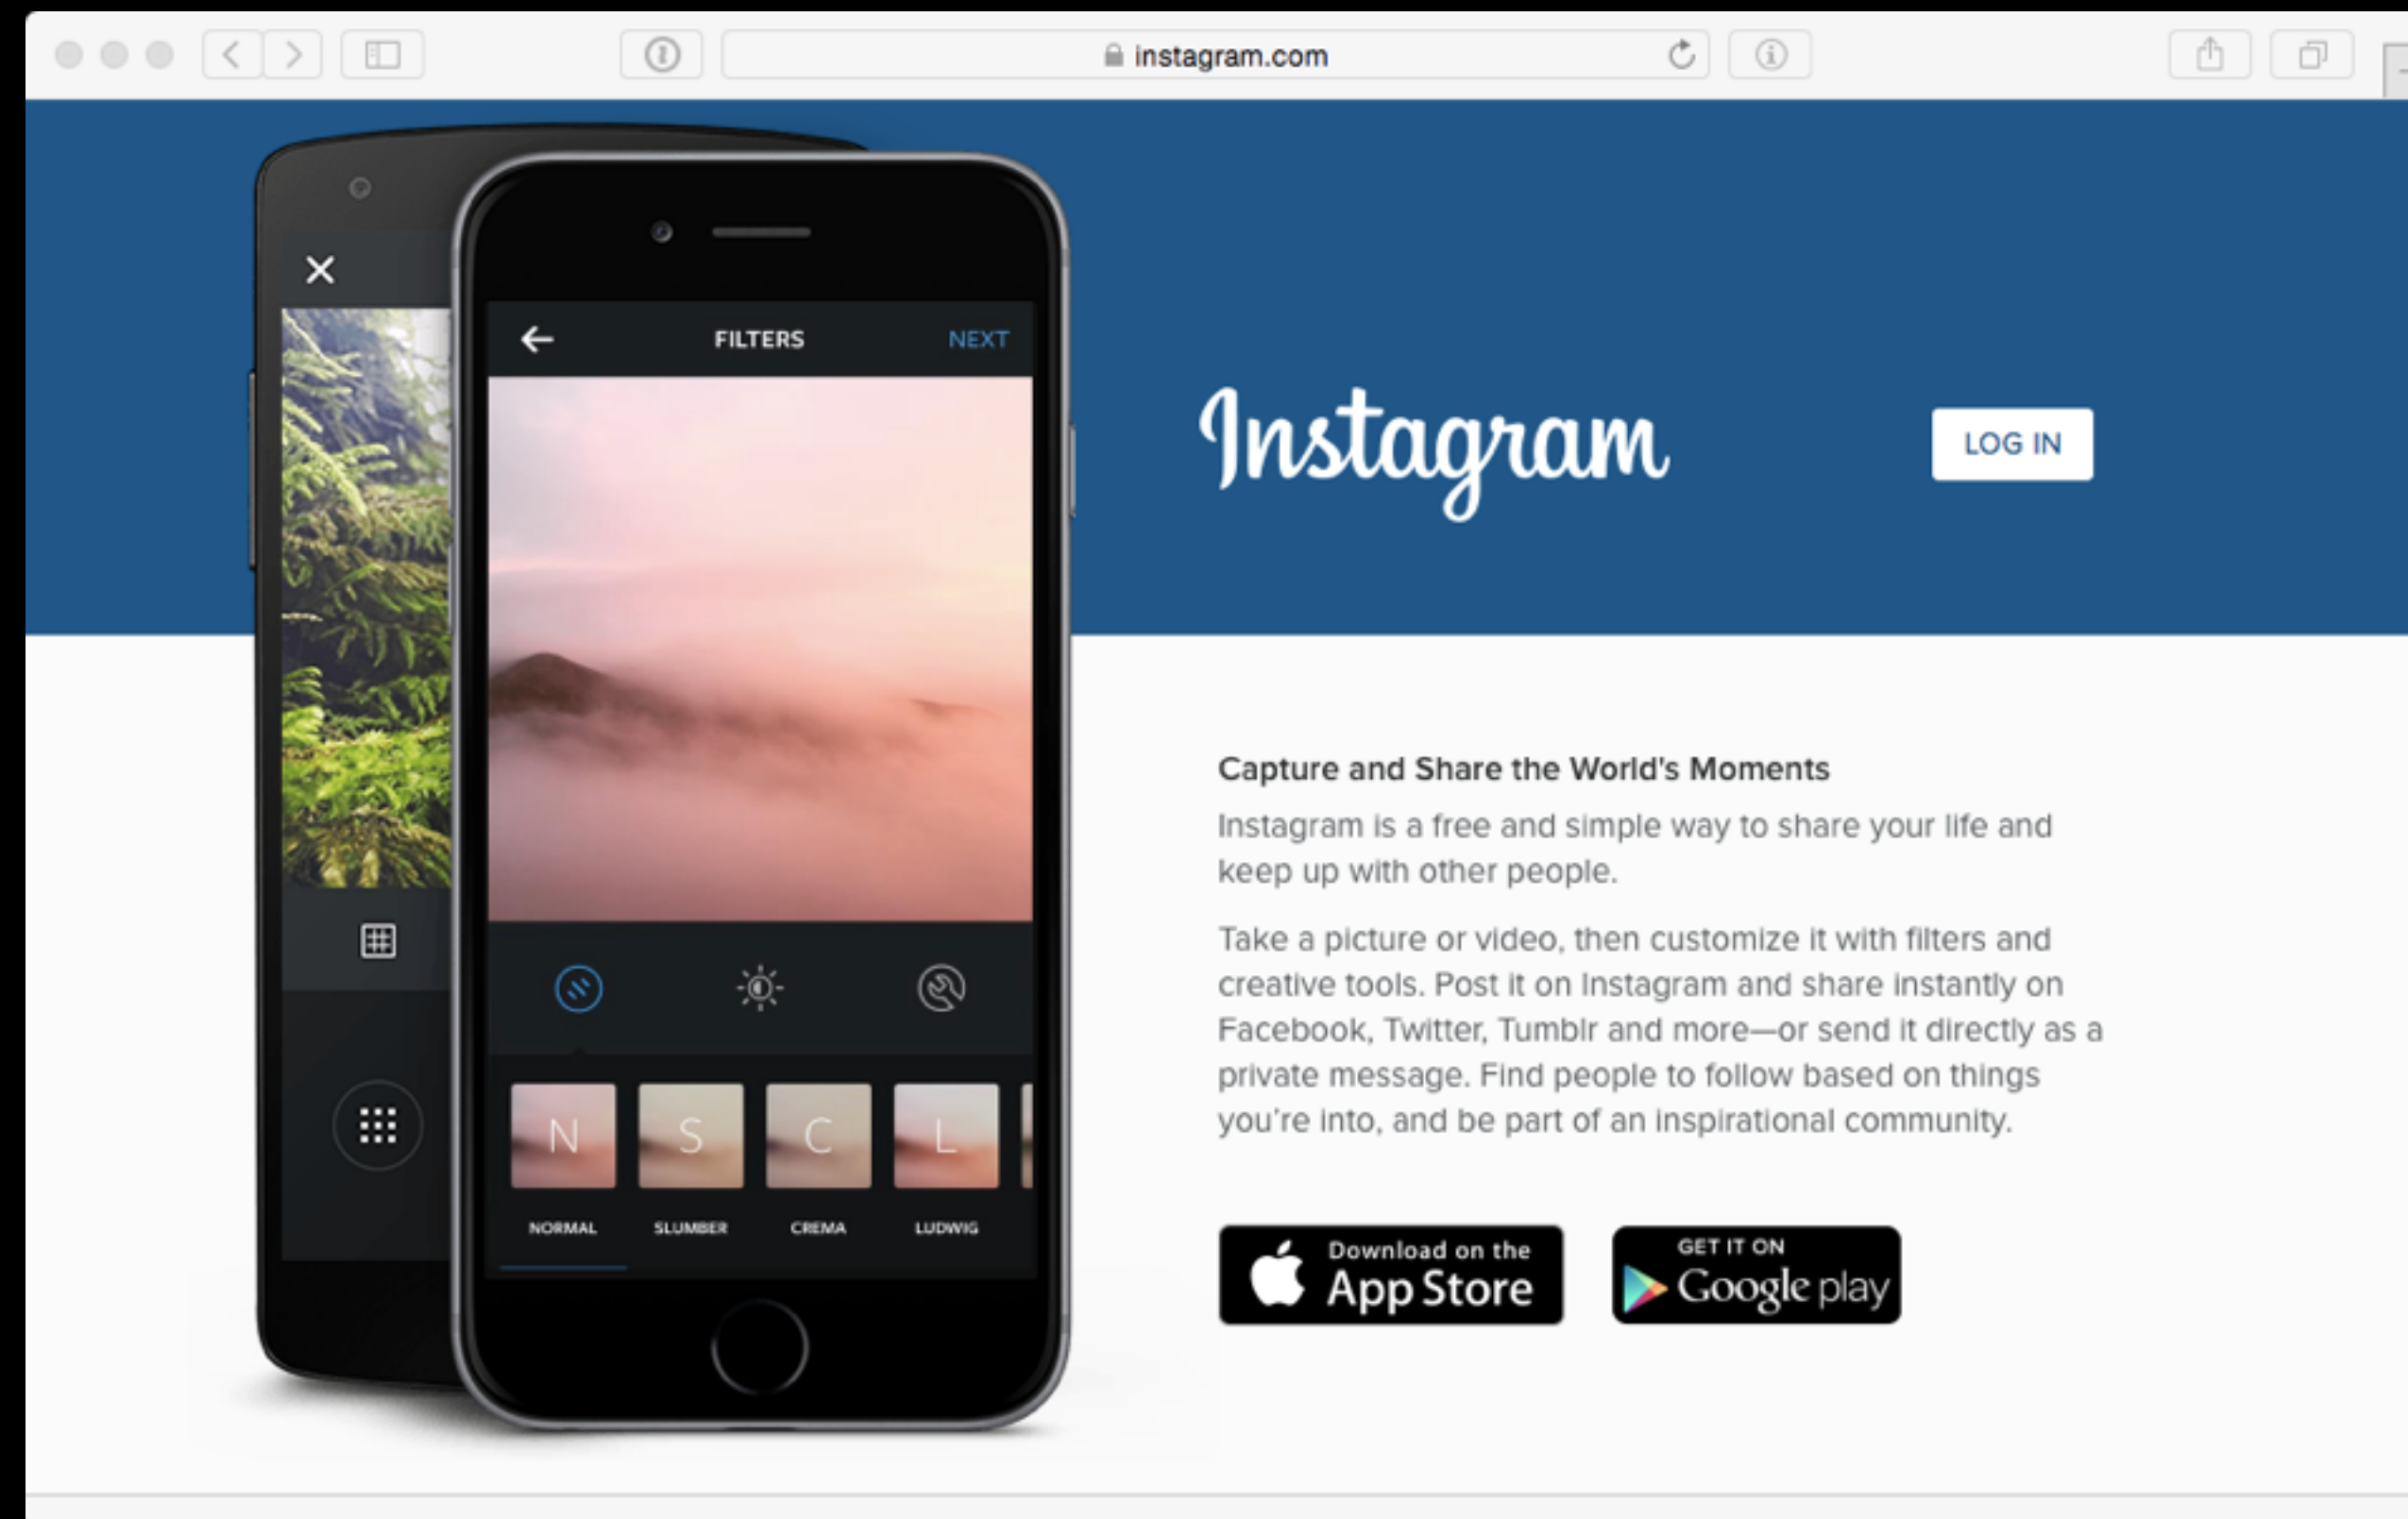 instagram.com
FILTERS
NEXT
N
S
C
L
NORMAL
SLUMBER
CREMA
LUDWIG
Instagram
LOG IN
Capture and Share the World's Moments
Instagram is a free and simple way to share your life and
keep up with other people.
Take a picture or video, then customize it with filters and
creative tools. Post it on Instagram and share instantly on
Facebook, Twitter, Tumblr and more—or send it directly as a
private message. Find people to follow based on things
you're into, and be part of an inspirational community.
Download on the
App Store
GET IT ON
Google play